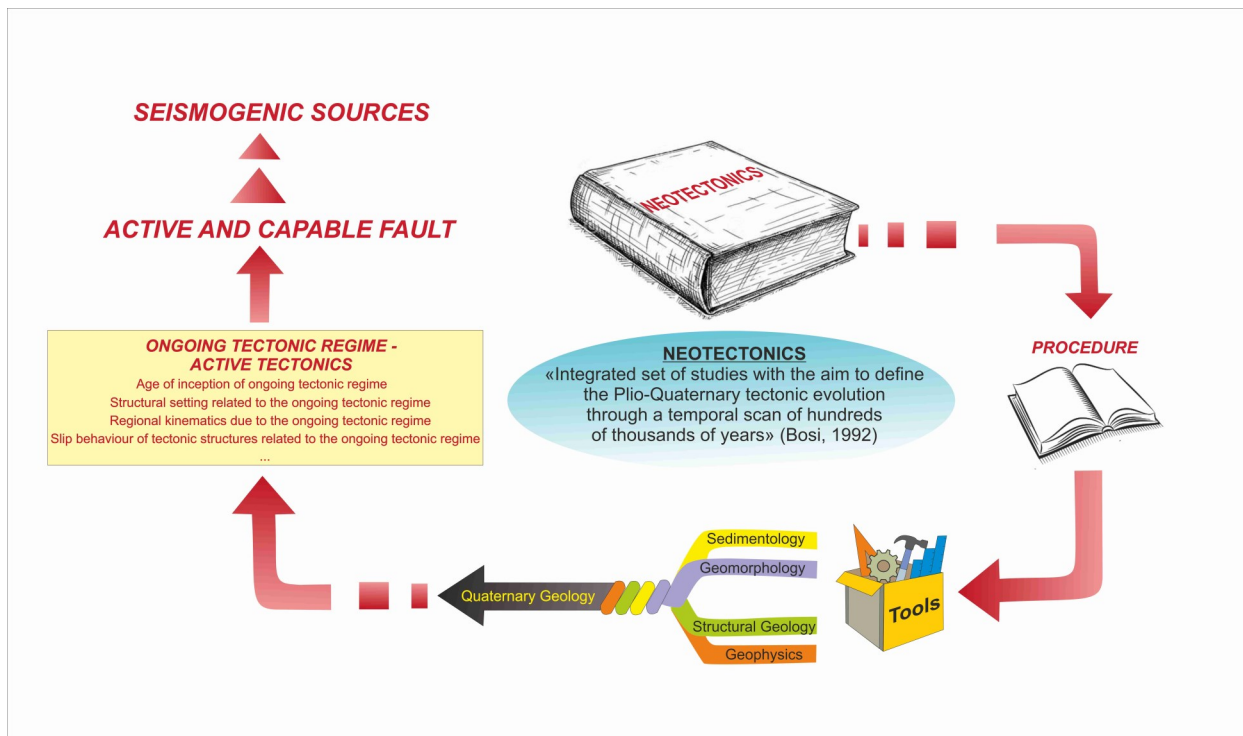 SEISMOGENIC SOURCES
ACTIVE AND CAPABLE FAULT
ONGOING TECTONIC REGIME -
ACTIVE TECTONICS
Age of inception of ongoing tectonic regime
Structural setting related to the ongoing tectonic regime
Regional kinematics due to the ongoing tectonic regime
Slip behaviour of tectonic structures related to the ongoing tectonic regime
...
NEOTECTONICS
NEOTECTONICS
«Integrated set of studies with the aim to define
the Plio-Quaternary tectonic evolution
through a temporal scan of hundreds
of thousands of years» (Bosi, 1992)
PROCEDURE
Tools
Sedimentology
Geomorphology
Structural Geology
Geophysics
Quaternary Geology